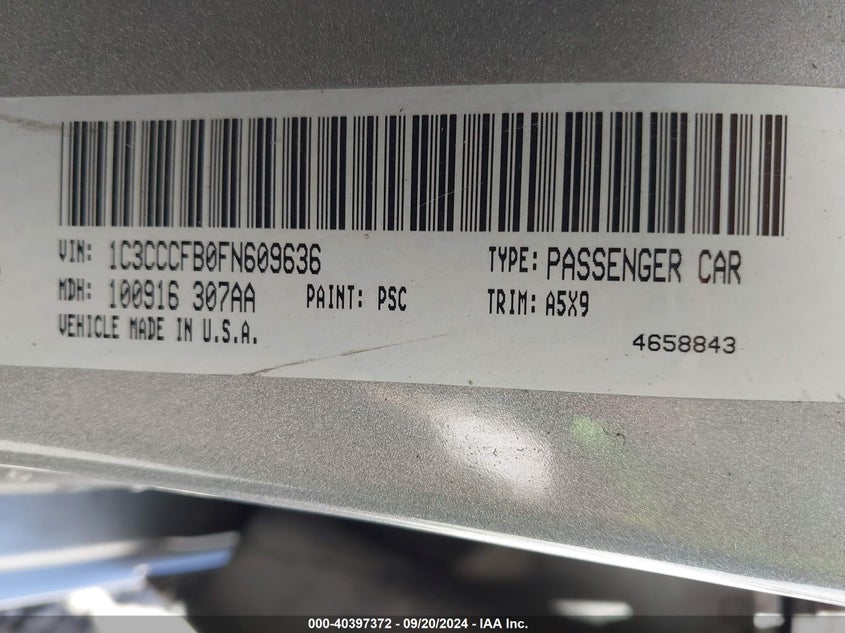 VIN: 1C3CCCFB0FN609636 TYPE: PASSENGER CAR
MDH: 100916 307AA PAINT: PSC TRIM: A5X9
VEHICLE MADE IN U.S.A. 4658843
000-40397372 - 09/20/2024 - IAA Inc.